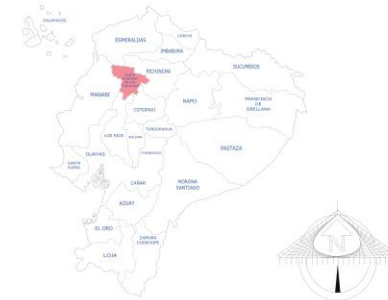 GALAPAGOS
ESMERALDAS
CARCHI
IMBABURA
PICHINCHA
SUCUMBIOS
MANABI
COTOPAXI
NAPO
FRANCISCO
DE
ORELLANA
TUNGURAHUA
LOS RIOS
BOLIVAR
PASTAZA
CHIMBORAZO
GUAYAS
SANTA
ELENA
CAÑAR
MORONA
SANTIAGO
AZUAY
EL ORO
ZAMORA
CHINCHIPE
LOJA
N